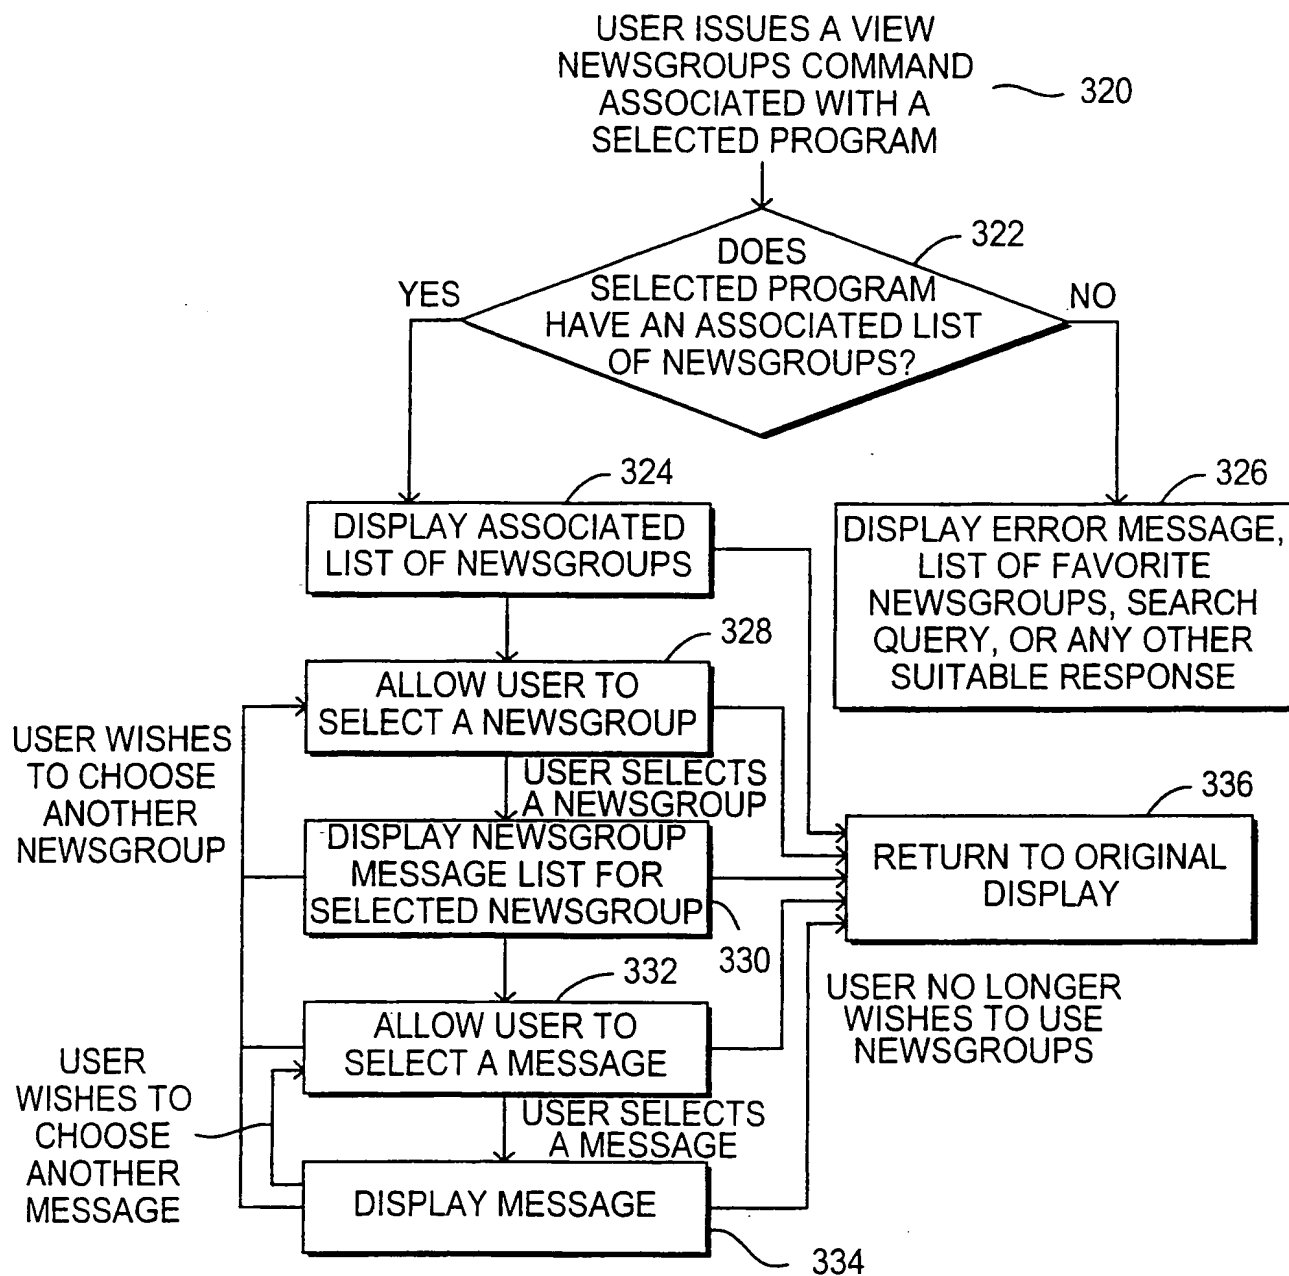 USER ISSUES A VIEW
NEWSGROUPS COMMAND
ASSOCIATED WITH A
SELECTED PROGRAM
320
322
DOES
SELECTED PROGRAM
HAVE AN ASSOCIATED LIST
OF NEWSGROUPS?
YES
NO
324
DISPLAY ASSOCIATED
LIST OF NEWSGROUPS
326
DISPLAY ERROR MESSAGE,
LIST OF FAVORITE
NEWSGROUPS, SEARCH
QUERY, OR ANY OTHER
SUITABLE RESPONSE
328
ALLOW USER TO
SELECT A NEWSGROUP
USER WISHES
TO CHOOSE
ANOTHER
NEWSGROUP
USER SELECTS
A NEWSGROUP
DISPLAY NEWSGROUP
MESSAGE LIST FOR
SELECTED NEWSGROUP
330
336
RETURN TO ORIGINAL
DISPLAY
USER NO LONGER
WISHES TO USE
NEWSGROUPS
332
ALLOW USER TO
SELECT A MESSAGE
USER
WISHES TO
CHOOSE
ANOTHER
MESSAGE
USER SELECTS
A MESSAGE
DISPLAY MESSAGE
334